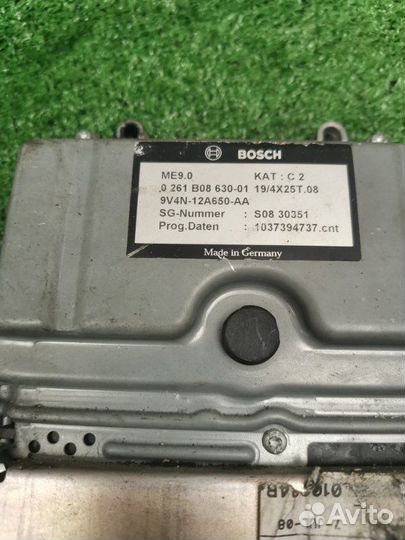 BOSCH
ME9.0 KAT : C 2
0 261 B08 630-01 19/4X25T.08
9V4N-12A650-AA
SG-Nummer : S08 30351
Prog.Daten : 1037394737.cnt
Made in Germany
Avito